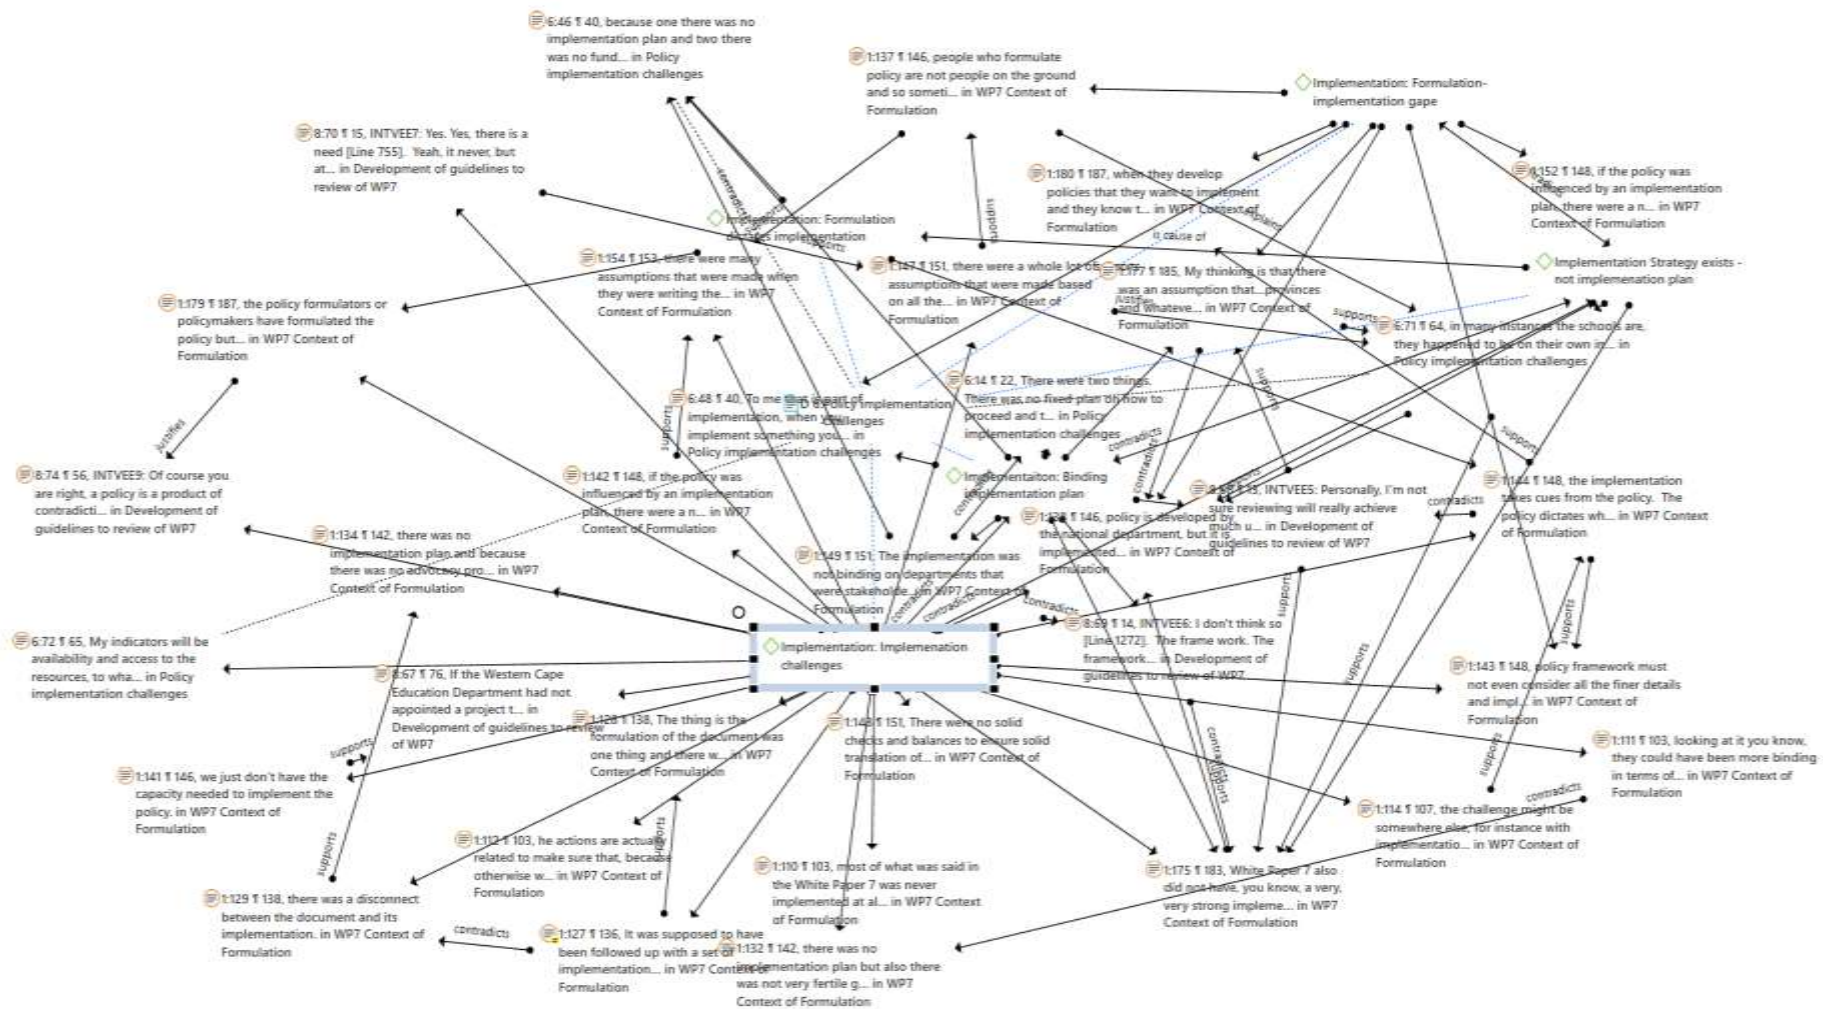 6:46 ¶ 40, because one there was no
implementation plan and two there
was no fund... in Policy
implementation challenges
1:137 ¶ 146, people who formulate
policy are not people on the ground
and so someti... in WP7 Context of
Formulation
Implementation: Formulation-
implementation gape
8:70 ¶ 15, INTVEE7: Yes. Yes, there is a
need [Line 755]. Yeah, it never, but
at... in Development of guidelines to
review of WP7
1:180 ¶ 187, when they develop
policies that they want to implement
and they know t... in WP7 Context of
Formulation
1:152 ¶ 148, if the policy was
influenced by an implementation
plan, there were a n... in WP7
Context of Formulation
Implementation: Formulation
dictates implementation
contradicts
supports
supports
supports
explains
is cause of
1:154 ¶ 153, there were many
assumptions that were made when
they were writing the... in WP7
Context of Formulation
1:147 ¶ 151, there were a whole lot of
assumptions that were made based
on all the... in WP7 Context of
Formulation
1:177 ¶ 185, My thinking is that there
was an assumption that... provinces
and whateve... in WP7 Context of
Formulation
Implementation Strategy exists -
not implemenation plan
1:179 ¶ 187, the policy formulators or
policymakers have formulated the
policy but... in WP7 Context of
Formulation
justifies
supports
6:71 ¶ 64, in many instances the schools are,
they happened to be on their own in... in
Policy implementation challenges
6:48 ¶ 40, To me that is part of
implementation, when you
implement something you... in
Policy implementation challenges
Policy Implementation
challenges
6:14 ¶ 22, There were two things.
There was no fixed plan on how to
proceed and t... in Policy
implementation challenges
supports
supports
justifies
contradicts
contradicts
supports
8:74 ¶ 56, INTVEE9: Of course you
are right, a policy is a product of
contradicti... in Development of
guidelines to review of WP7
1:142 ¶ 148, if the policy was
influenced by an implementation
plan, there were a n... in WP7
Context of Formulation
Implementaiton: Binding
implementation plan
INTVEE5: Personally, I'm not
sure reviewing will really achieve
much u... in Development of
guidelines to review of WP7
contradicts
1:144 ¶ 148, the implementation
takes cues from the policy. The
policy dictates wh... in WP7 Context
of Formulation
1:134 ¶ 142, there was no
implementation plan and because
there was no advocacy pro... in WP7
Context of Formulation
¶ 146, policy is developed by
the national department, but it is
implemented... in WP7 Context of
Formulation
1:149 ¶ 151, The implementation was
not binding on departments that
were stakeholde... in WP7 Context of
Formulation
contradicts
contradicts
contradicts
supports
supports
6:72 ¶ 65, My indicators will be
availability and access to the
resources, to wha... in Policy
implementation challenges
Implementation: Implemenation
challenges
8:69 ¶ 14, INTVEE6: I don't think so
[Line 1272]. The frame work. The
framework... in Development of
guidelines to review of WP7
supports
1:143 ¶ 148, policy framework must
not even consider all the finer details
and impl... in WP7 Context of
Formulation
8:67 ¶ 76, If the Western Cape
Education Department had not
appointed a project t... in
Development of guidelines to review
of WP7
1:128 ¶ 138, The thing is the
formulation of the document was
one thing and there w... in WP7
Context of Formulation
1:148 ¶ 151, There were no solid
checks and balances to ensure solid
translation of... in WP7 Context of
Formulation
contradicts
supports
supports
1:111 ¶ 103, looking at it you know,
they could have been more binding
in terms of... in WP7 Context of
Formulation
supports
1:141 ¶ 146, we just don't have the
capacity needed to implement the
policy. in WP7 Context of
Formulation
contradicts
1:114 ¶ 107, the challenge might be
somewhere else, for instance with
implementatio... in WP7 Context of
Formulation
supports
1:112 ¶ 103, he actions are actually
related to make sure that, because
otherwise w... in WP7 Context of
Formulation
supports
1:110 ¶ 103, most of what was said in
the White Paper 7 was never
implemented at al... in WP7 Context
of Formulation
1:175 ¶ 183, White Paper 7 also
did not have, you know, a very,
very strong impleme... in WP7
Context of Formulation
1:129 ¶ 138, there was a disconnect
between the document and its
implementation. in WP7 Context of
Formulation
contradicts
1:127 ¶ 136, It was supposed to have
been followed up with a set of
implementation... in WP7 Context of
Formulation
1:132 ¶ 142, there was no
implementation plan but also there
was not very fertile g... in WP7
Context of Formulation